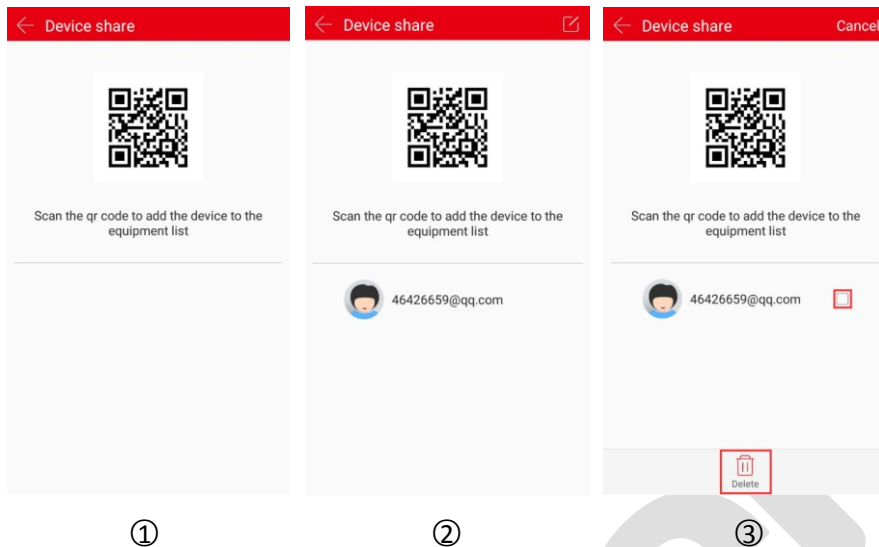 Device share
Scan the qr code to add the device to the
equipment list
①
Device share
Scan the qr code to add the device to the
equipment list
46426659@qq.com
②
Device share
Cancel
Scan the qr code to add the device to the
equipment list
46426659@qq.com
Delete
③